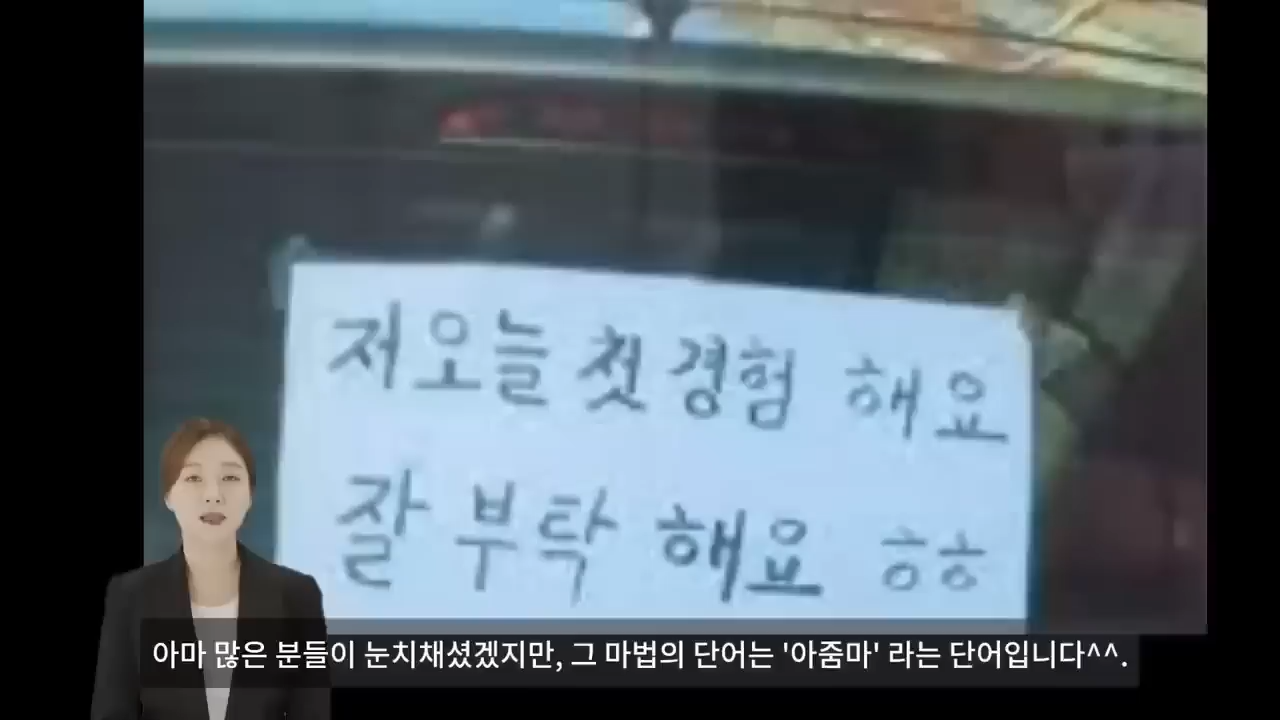 저 오늘 첫 경험 해요
잘 부탁 해요 ㅎㅎ
아마 많은 분들이 눈치채셨겠지만, 그 마법의 단어는 '아줌마' 라는 단어입니다^^.